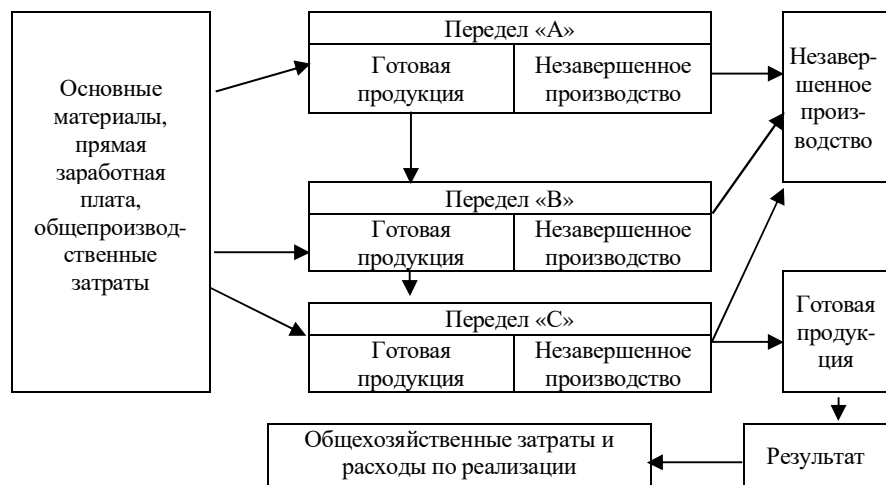 Основные
материалы,
прямая
заработная
плата,
общепроизвод-
ственные
затраты
Передел «А»
Готовая
продукция
Незавершенное
производство
Передел «В»
Готовая
продукция
Незавершенное
производство
Передел «С»
Готовая
продукция
Незавершенное
производство
Незавер-
шенное
произ-
водство
Готовая
продук-
ция
Результат
Общехозяйственные затраты и
расходы по реализации